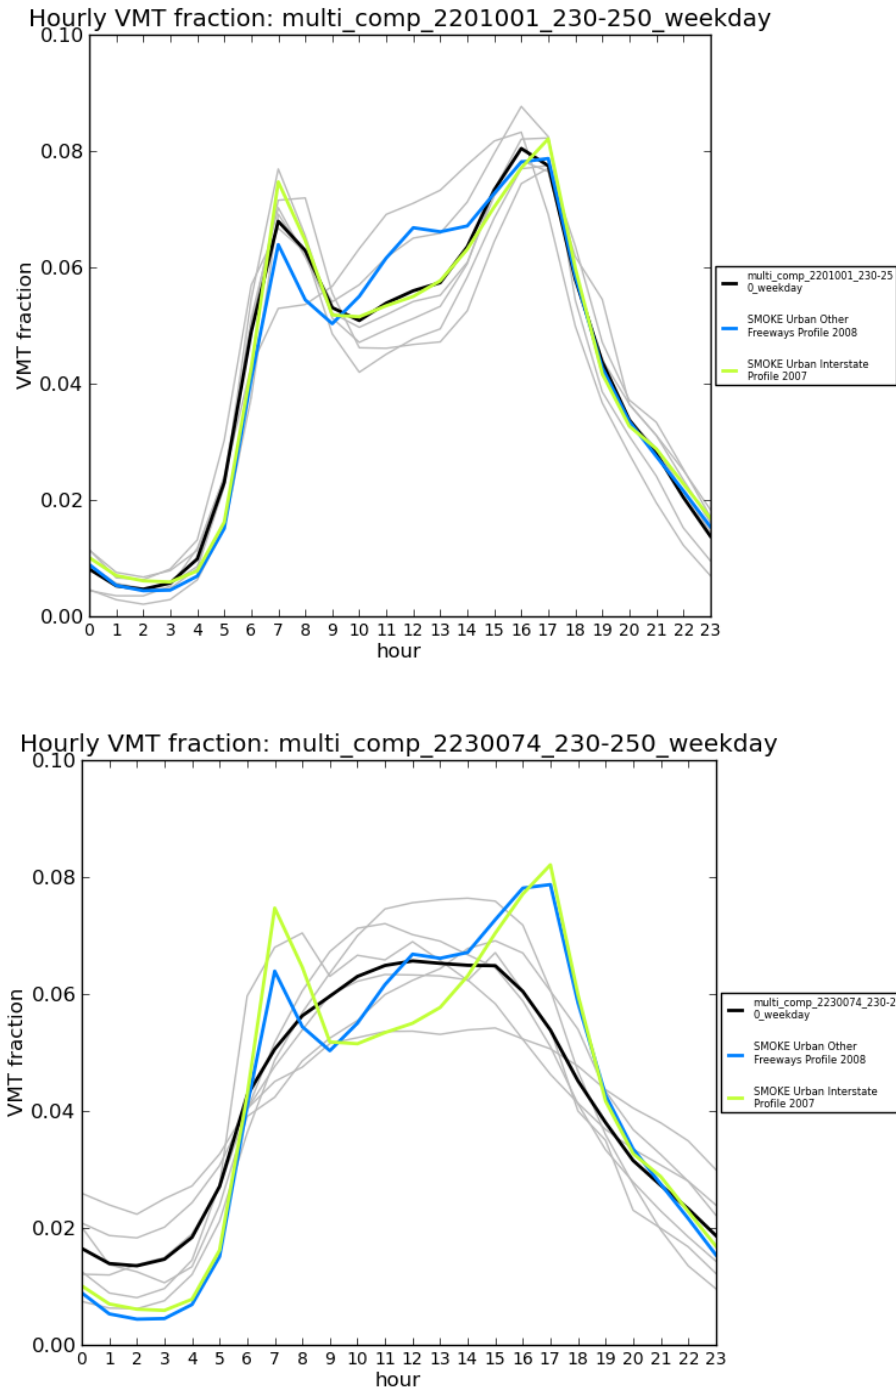 Hourly VMT fraction: multi_comp_2201001_230-250_weekday
0.10
0.08
0.06
0.04
0.02
0.00
VMT fraction
0 1 2 3 4 5 6 7 8 9 10 11 12 13 14 15 16 17 18 19 20 21 22 23
hour
multi_comp_2201001_230-25
0_weekday
SMOKE Urban Other
Freeways Profile 2008
SMOKE Urban Interstate
Profile 2007
Hourly VMT fraction: multi_comp_2230074_230-250_weekday
0.10
0.08
0.06
0.04
0.02
0.00
VMT fraction
0 1 2 3 4 5 6 7 8 9 10 11 12 13 14 15 16 17 18 19 20 21 22 23
hour
multi_comp_2230074_230-2
0_weekday
SMOKE Urban Other
Freeways Profile 2008
SMOKE Urban Interstate
Profile 2007